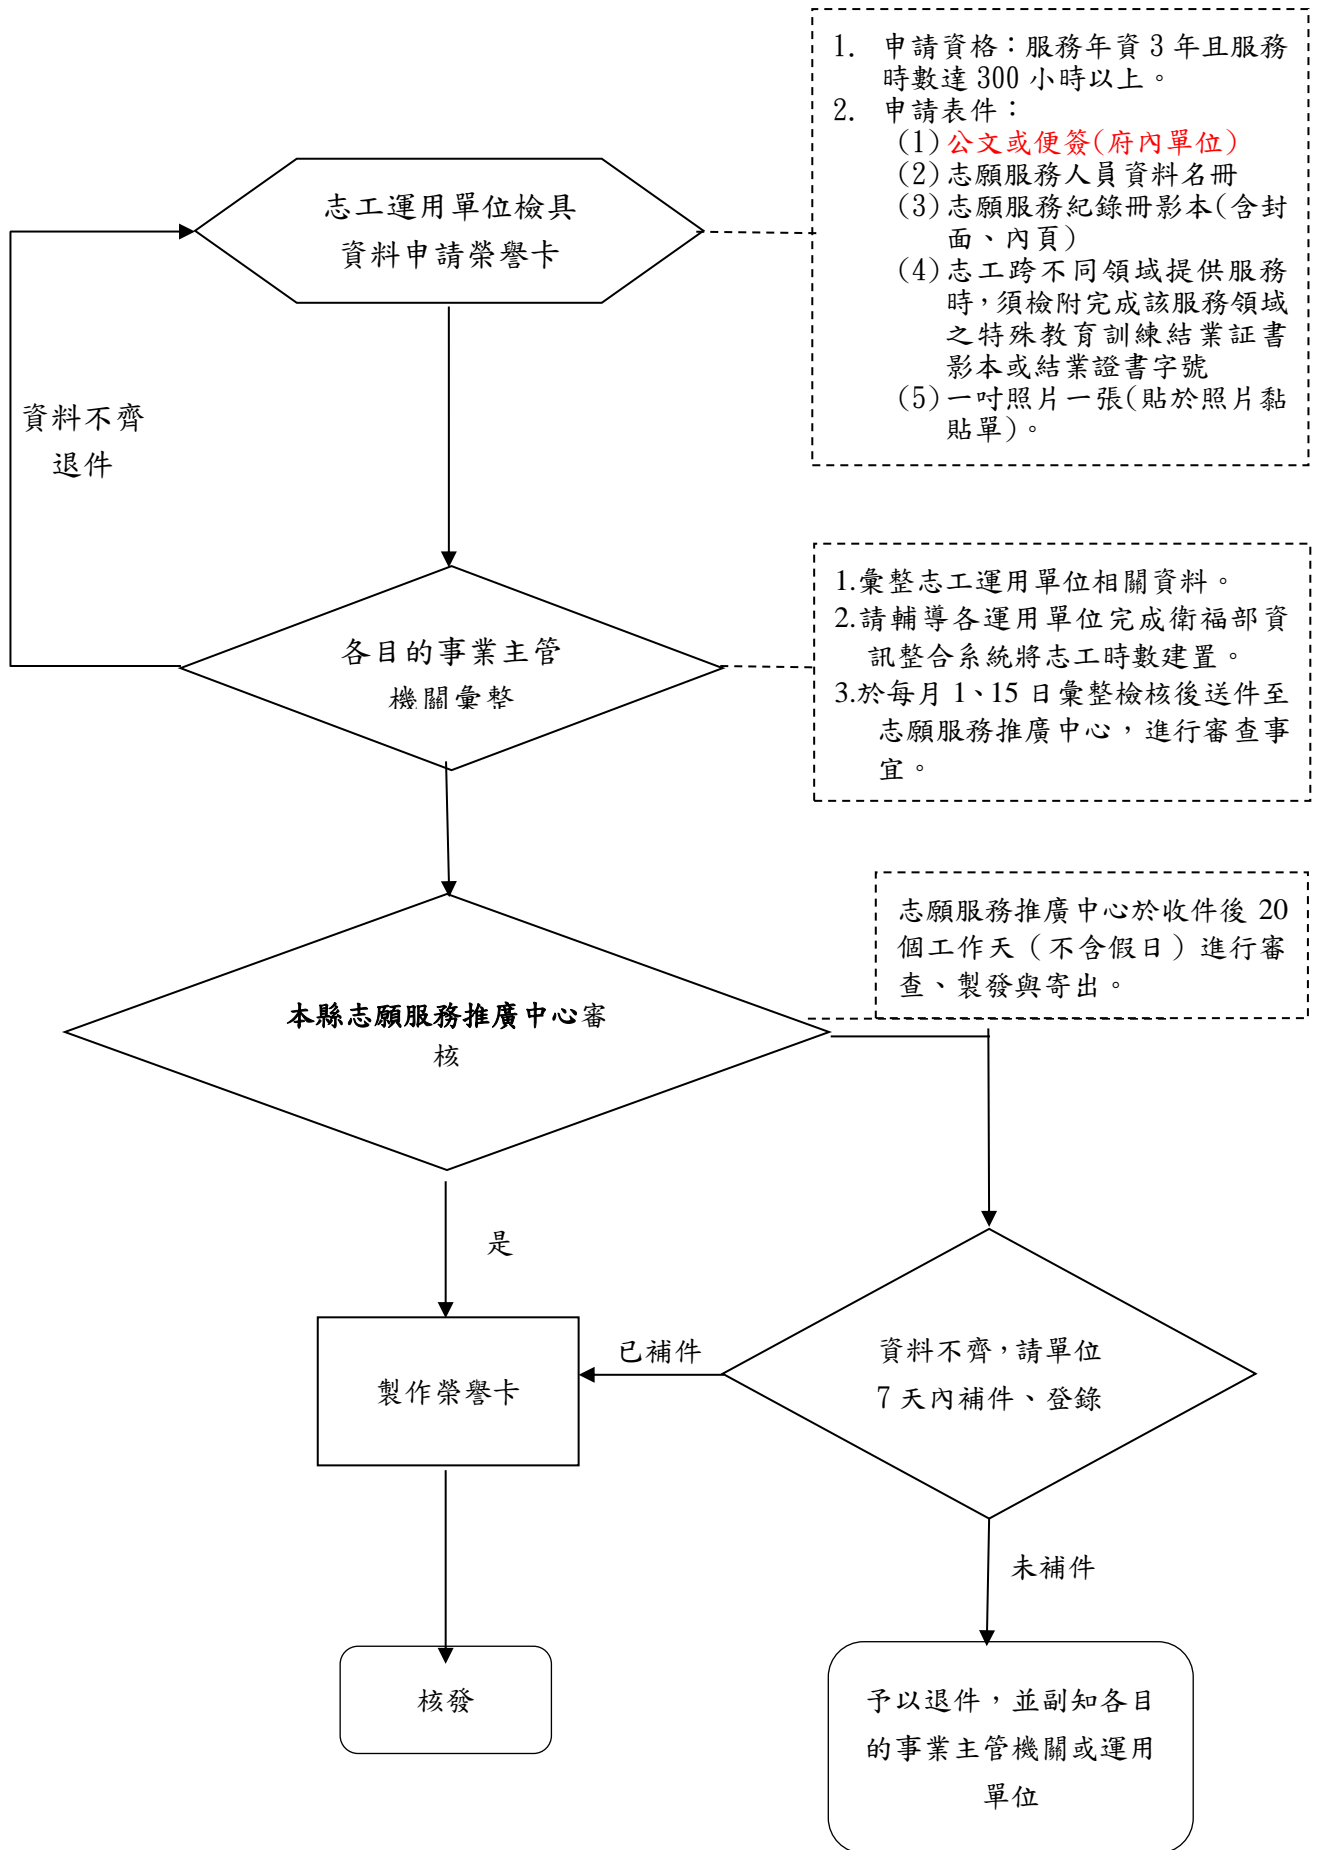 1. 申請資格：服務年資 3 年且服務
時數達 300 小時以上。
2. 申請表件：
(1)公文或便簽(府內單位)
(2)志願服務人員資料名冊
(3)志願服務紀錄冊影本(含封
面、內頁)
(4)志工跨不同領域提供服務
時，須檢附完成該服務領域
之特殊教育訓練結業証書
影本或結業證書字號
(5)一吋照片一張(貼於照片黏
貼單)。
志工運用單位檢具
資料申請榮譽卡
資料不齊
退件
1.彙整志工運用單位相關資料。
2.請輔導各運用單位完成衛福部資
訊整合系統將志工時數建置。
3.於每月 1、15 日彙整檢核後送件至
志願服務推廣中心，進行審查事
宜。
各目的事業主管
機關彙整
志願服務推廣中心於收件後 20
個工作天（不含假日）進行審
查、製發與寄出。
本縣志願服務推廣中心審
核
是
已補件
資料不齊，請單位
7 天內補件、登錄
製作榮譽卡
未補件
核發
予以退件，並副知各目
的事業主管機關或運用
單位